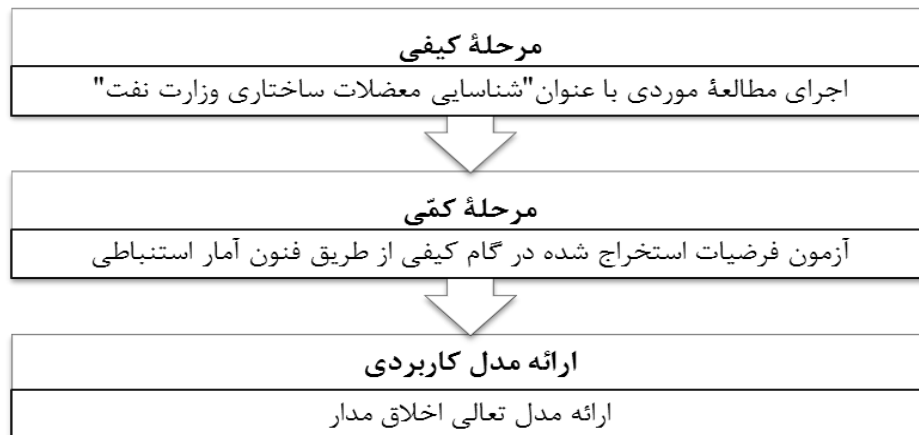 مرحلهٔ کیفی
اجرای مطالعهٔ موردی با عنوان"شناسایی معضلات ساختاری وزارت نفت"
مرحلهٔ کمّی
آزمون فرضیات استخراج شده در گام کیفی از طریق فنون آمار استنباطی
ارائه مدل کاربردی
ارائه مدل تعالی اخلاق مدار